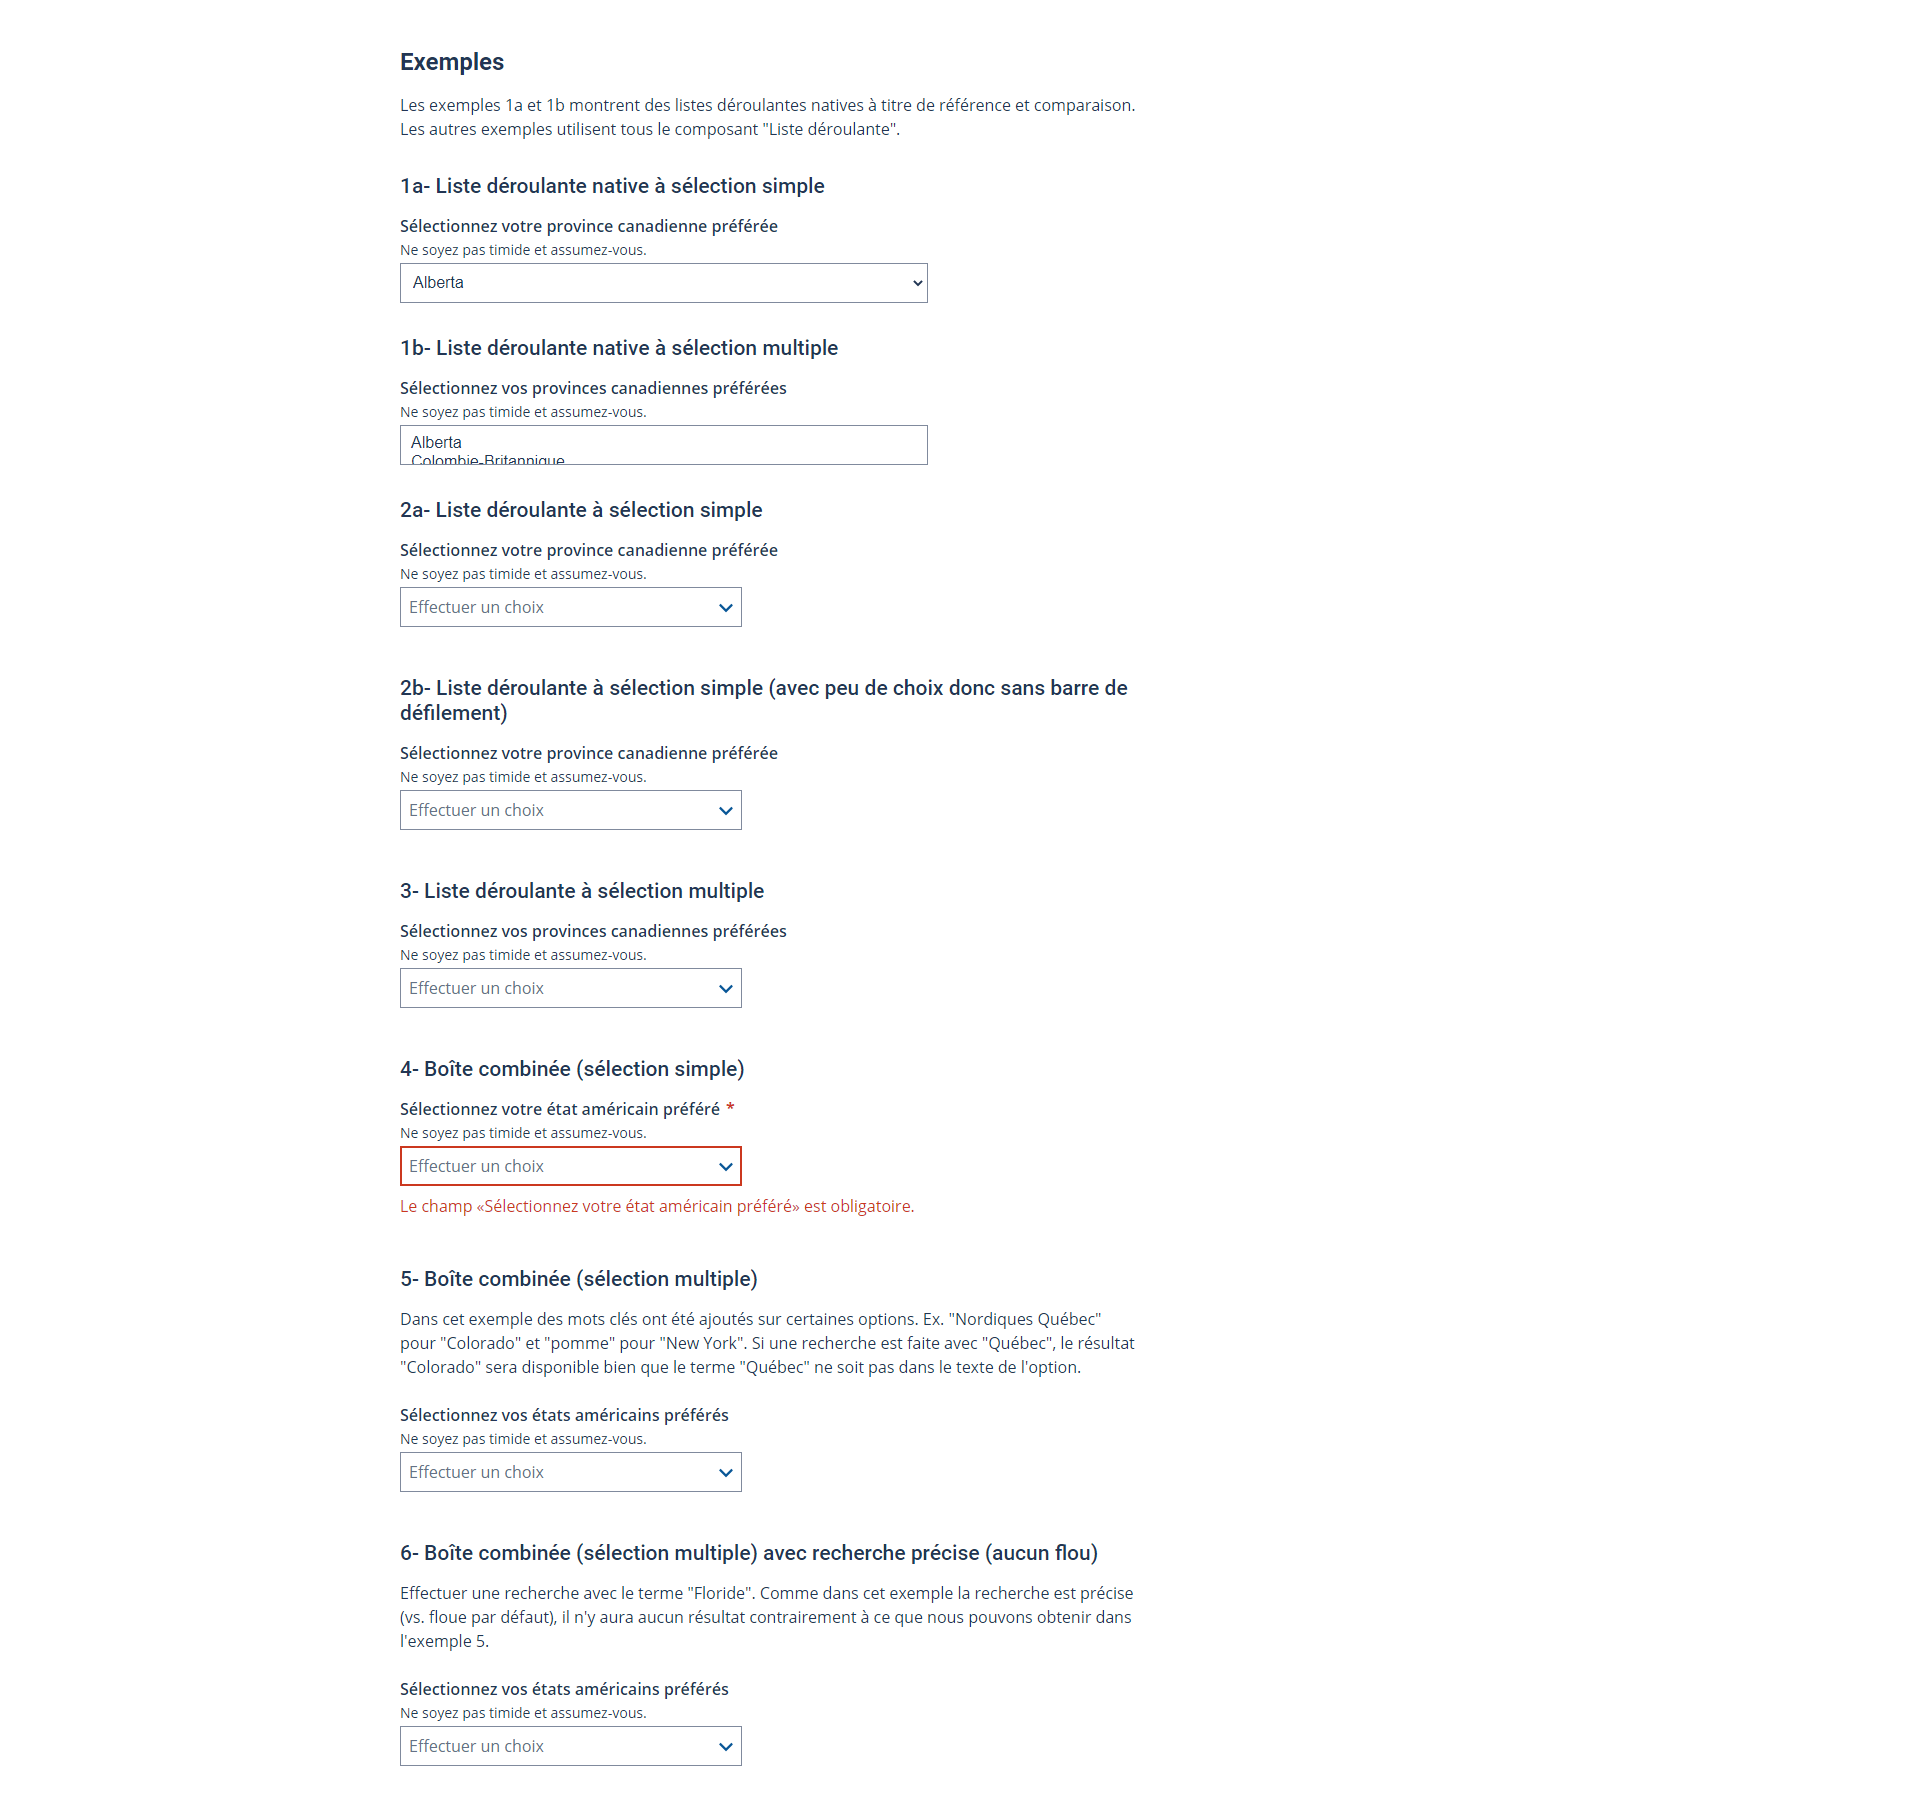 Exemples
Les exemples 1a et 1b montrent des listes déroulantes natives à titre de référence et comparaison.
Les autres exemples utilisent tous le composant "Liste déroulante".
1a- Liste déroulante native à sélection simple
Sélectionnez votre province canadienne préférée
Ne soyez pas timide et assumez-vous.
Alberta
1b- Liste déroulante native à sélection multiple
Sélectionnez vos provinces canadiennes préférées
Ne soyez pas timide et assumez-vous.
Alberta
Colombie-Britannique
2a- Liste déroulante à sélection simple
Sélectionnez votre province canadienne préférée
Ne soyez pas timide et assumez-vous.
Effectuer un choix
2b- Liste déroulante à sélection simple (avec peu de choix donc sans barre de
défilement)
Sélectionnez votre province canadienne préférée
Ne soyez pas timide et assumez-vous.
Effectuer un choix
3- Liste déroulante à sélection multiple
Sélectionnez vos provinces canadiennes préférées
Ne soyez pas timide et assumez-vous.
Effectuer un choix
4- Boîte combinée (sélection simple)
Sélectionnez votre état américain préféré *
Ne soyez pas timide et assumez-vous.
Effectuer un choix
Le champ «Sélectionnez votre état américain préféré» est obligatoire.
5- Boîte combinée (sélection multiple)
Dans cet exemple des mots clés ont été ajoutés sur certaines options. Ex. "Nordiques Québec"
pour "Colorado" et "pomme" pour "New York". Si une recherche est faite avec "Québec", le résultat
"Colorado" sera disponible bien que le terme "Québec" ne soit pas dans le texte de l'option.
Sélectionnez vos états américains préférés
Ne soyez pas timide et assumez-vous.
Effectuer un choix
6- Boîte combinée (sélection multiple) avec recherche précise (aucun flou)
Effectuer une recherche avec le terme "Floride". Comme dans cet exemple la recherche est précise
(vs. floue par défaut), il n'y aura aucun résultat contrairement à ce que nous pouvons obtenir dans
l'exemple 5.
Sélectionnez vos états américains préférés
Ne soyez pas timide et assumez-vous.
Effectuer un choix